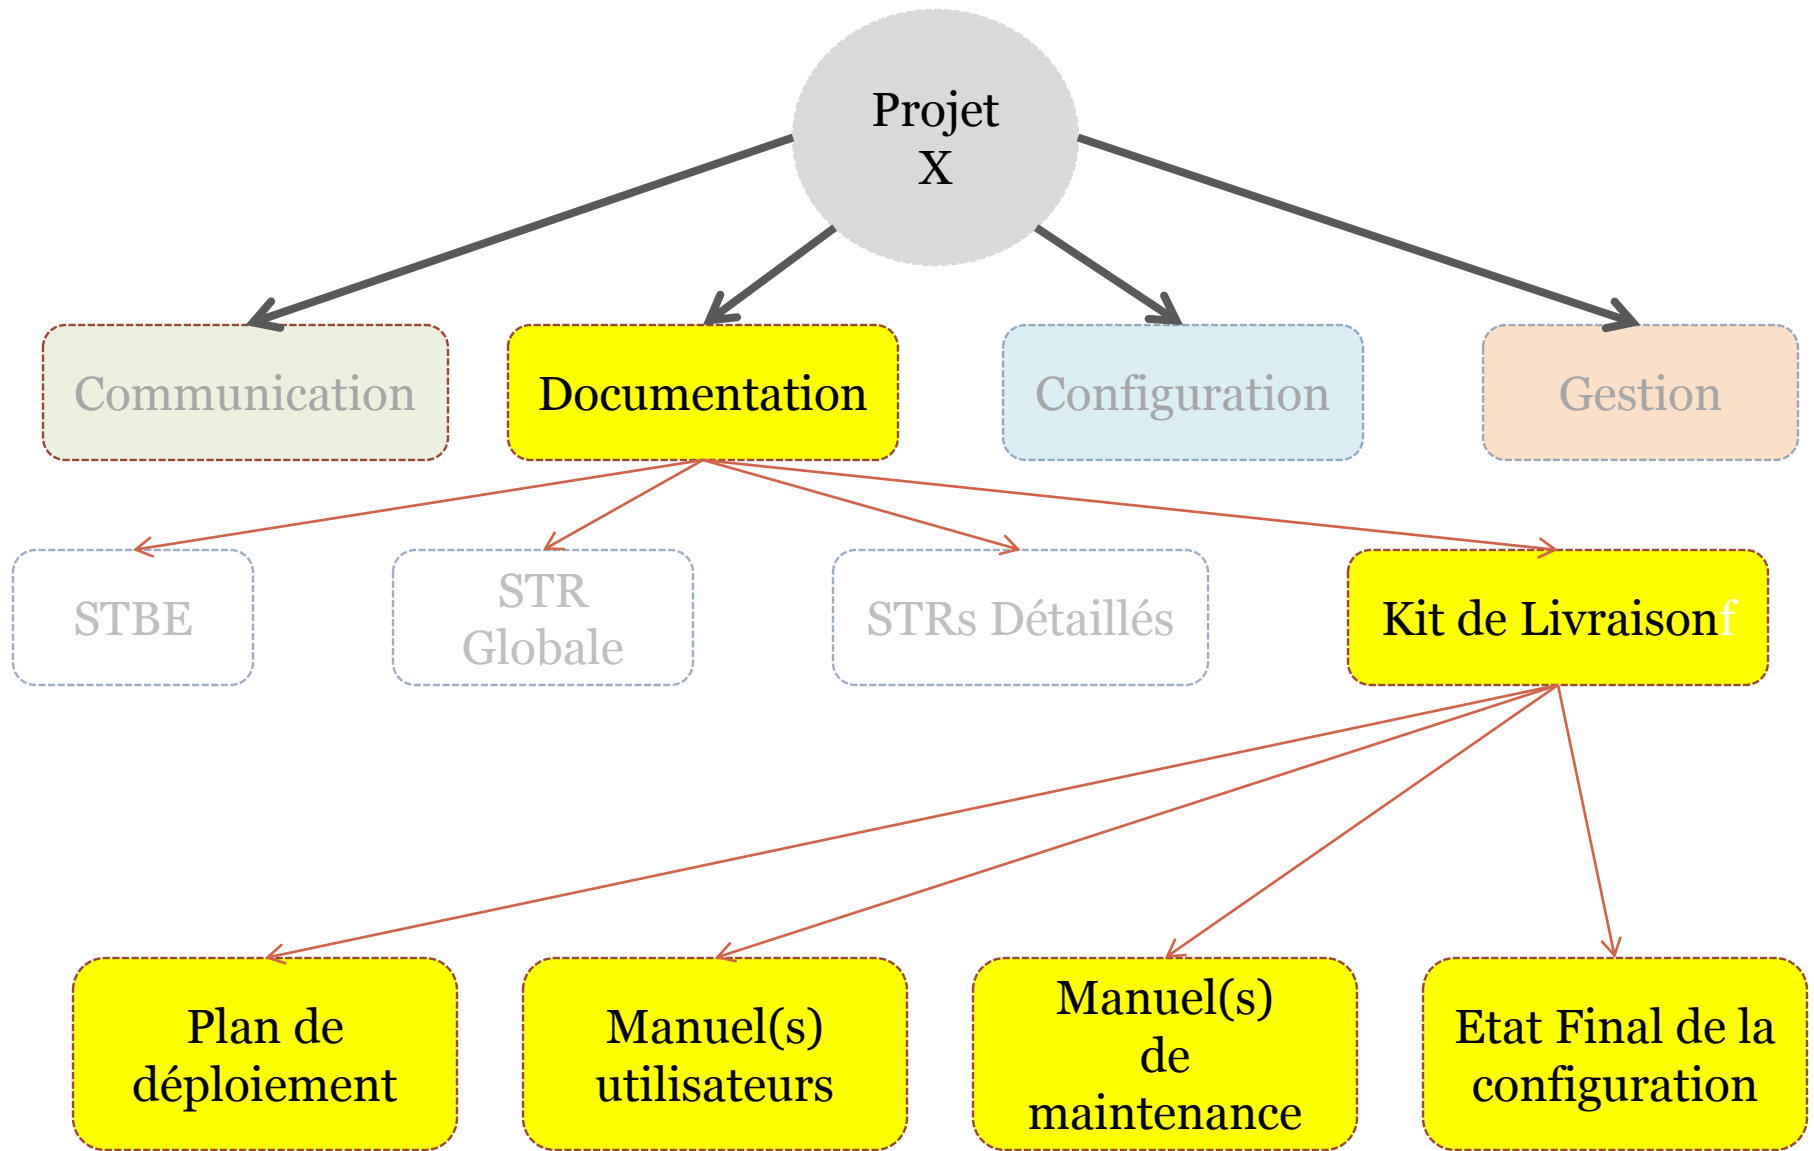 Projet
X
Communication
Documentation
Configuration
Gestion
STBE
STR
Globale
STRs Détaillés
Kit de Livraisonf
Plan de
déploiement
Manuel(s)
utilisateurs
Manuel(s)
de
maintenance
Etat Final de la
configuration